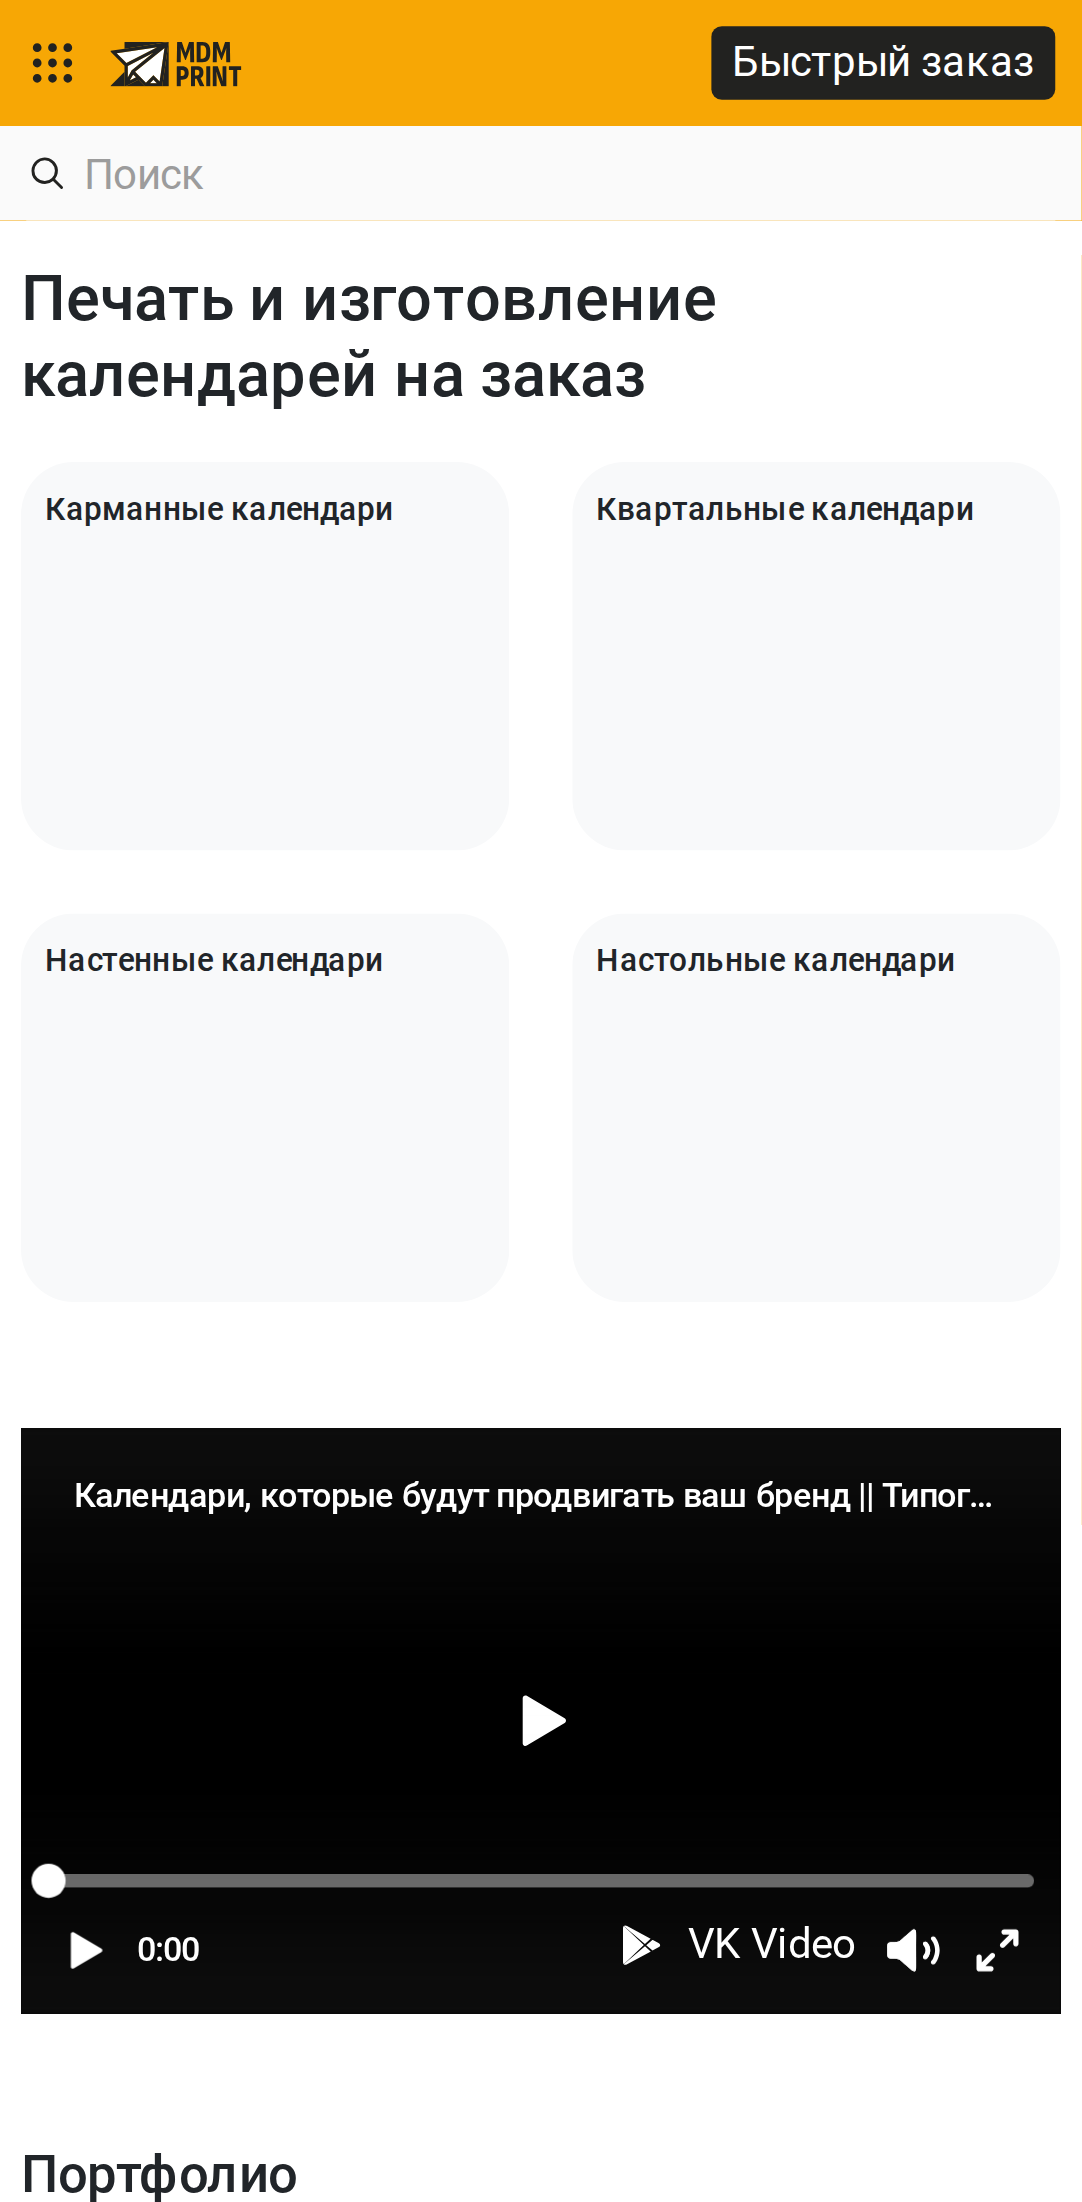 MDM
PRINT
Быстрый заказ
Поиск
Печать и изготовление
календарей на заказ
Карманные календари
Квартальные календари
Настенные календари
Настольные календари
Календари, которые будут продвигать ваш бренд || Типог...
0:00
VK Video
Портфолио